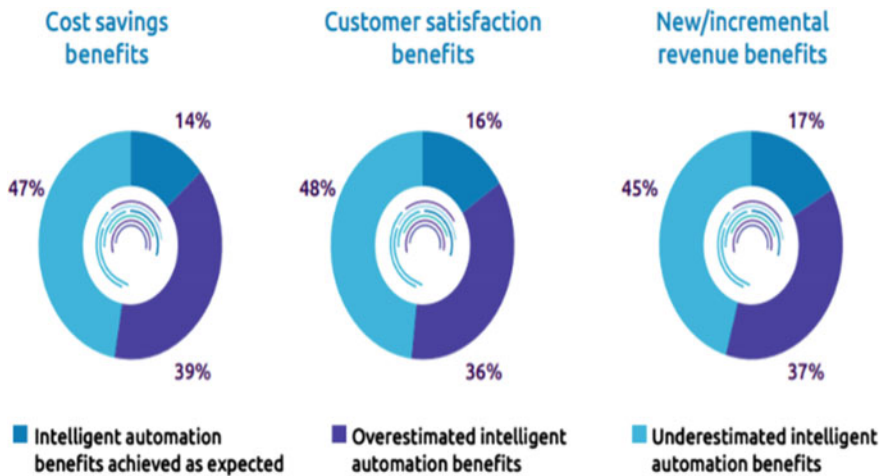 Cost savings
benefits
Customer satisfaction
benefits
New/incremental
revenue benefits
14%
47%
39%
16%
48%
36%
17%
45%
37%
Intelligent automation
benefits achieved as expected
Overestimated intelligent
automation benefits
Underestimated intelligent
automation benefits